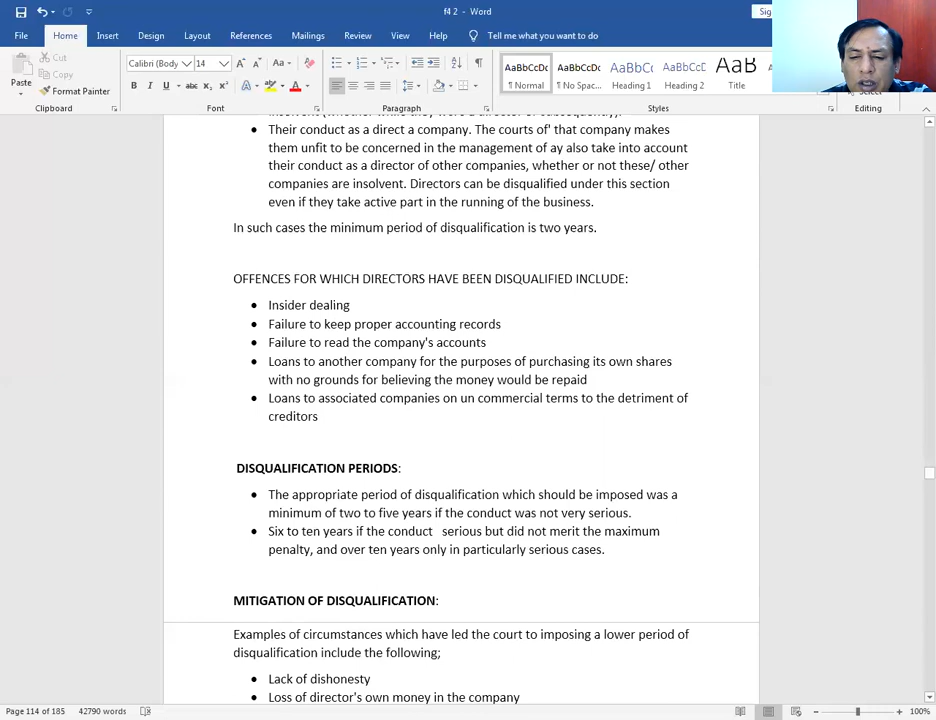 f4 2 - Word
Sig
File Home Insert Design Layout References Mailings Review View Help Tell me what you want to do
Paste
Cut
Copy
Format Painter
Calibri (Body 14
AaBbCcDc AaBbCcDc AaBbCcD AaBbCcD AaB
¶ Normal ¶ No Spac... Heading 1 Heading 2 Title
Clipboard Font Paragraph Styles Editing
insolvent (whether while they were a director or subsequently).
• Their conduct as a direct a company. The courts of' that company makes
them unfit to be concerned in the management of ay also take into account
their conduct as a director of other companies, whether or not these/ other
companies are insolvent. Directors can be disqualified under this section
even if they take active part in the running of the business.
In such cases the minimum period of disqualification is two years.
OFFENCES FOR WHICH DIRECTORS HAVE BEEN DISQUALIFIED INCLUDE:
• Insider dealing
• Failure to keep proper accounting records
• Failure to read the company's accounts
• Loans to another company for the purposes of purchasing its own shares
with no grounds for believing the money would be repaid
• Loans to associated companies on un commercial terms to the detriment of
creditors
DISQUALIFICATION PERIODS:
• The appropriate period of disqualification which should be imposed was a
minimum of two to five years if the conduct was not very serious.
• Six to ten years if the conduct serious but did not merit the maximum
penalty, and over ten years only in particularly serious cases.
MITIGATION OF DISQUALIFICATION:
Examples of circumstances which have led the court to imposing a lower period of
disqualification include the following;
• Lack of dishonesty
• Loss of director's own money in the company
Page 114 of 185 42790 words 100%